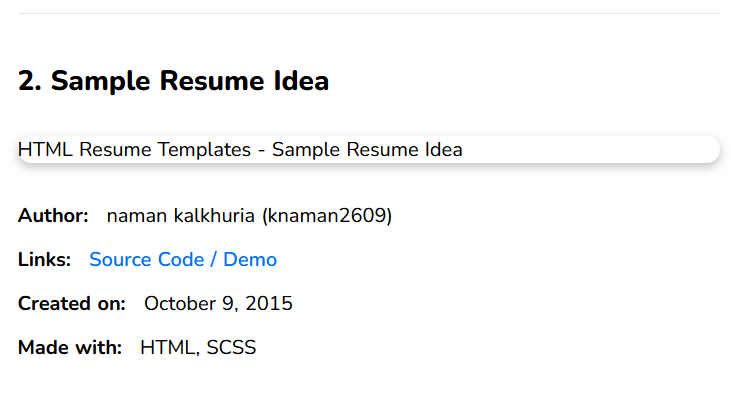 2. Sample Resume Idea
HTML Resume Templates - Sample Resume Idea
Author: naman kalkhuria (knaman2609)
Links: Source Code / Demo
Created on: October 9, 2015
Made with: HTML, SCSS